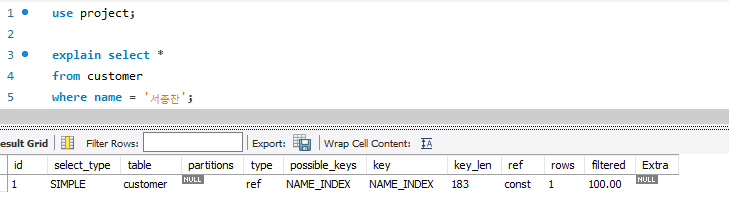 1 use project;
2
3 explain select *
4 from customer
5 where name = '서종찬';
esult Grid Filter Rows: Export: Wrap Cell Content: IA
id select_type table partitions type possible_keys key key_len ref rows filtered Extra
1 SIMPLE customer NULL ref NAME_INDEX NAME_INDEX 183 const 1 100.00 NULL